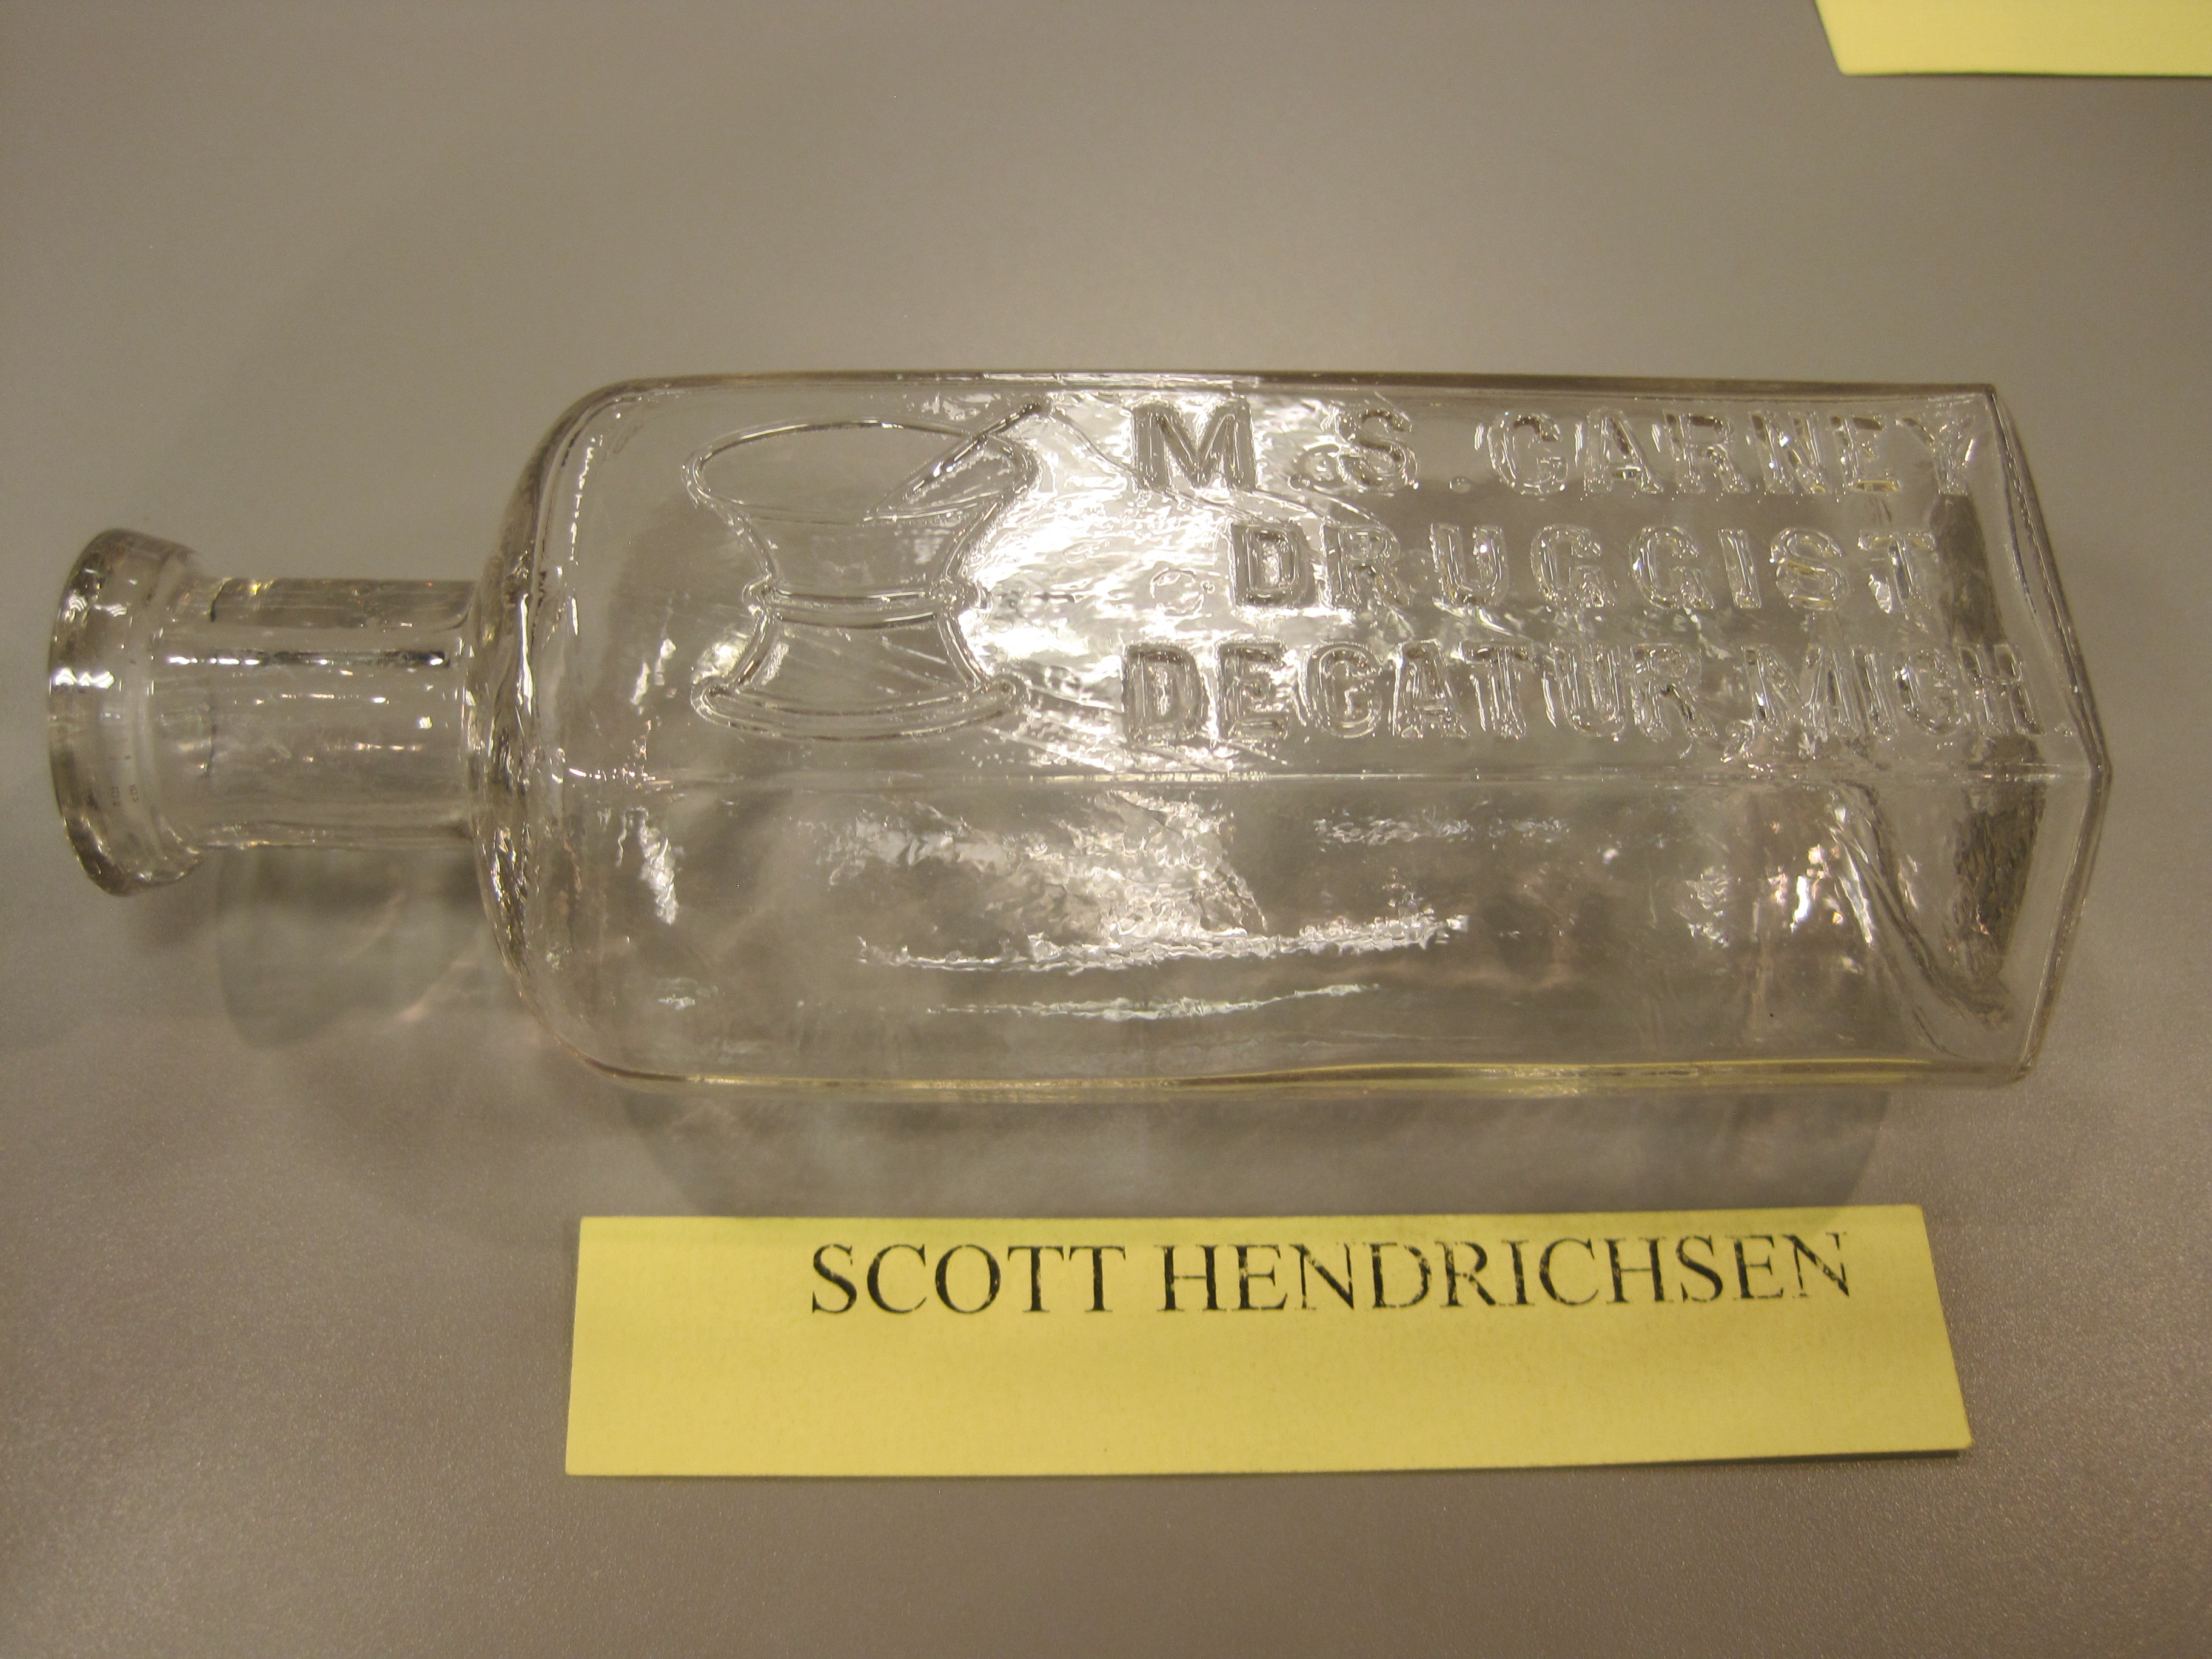 M.S. CARNEY
DRUGGIST
DECATUR, MICH.
SCOTT HENDRICHSEN